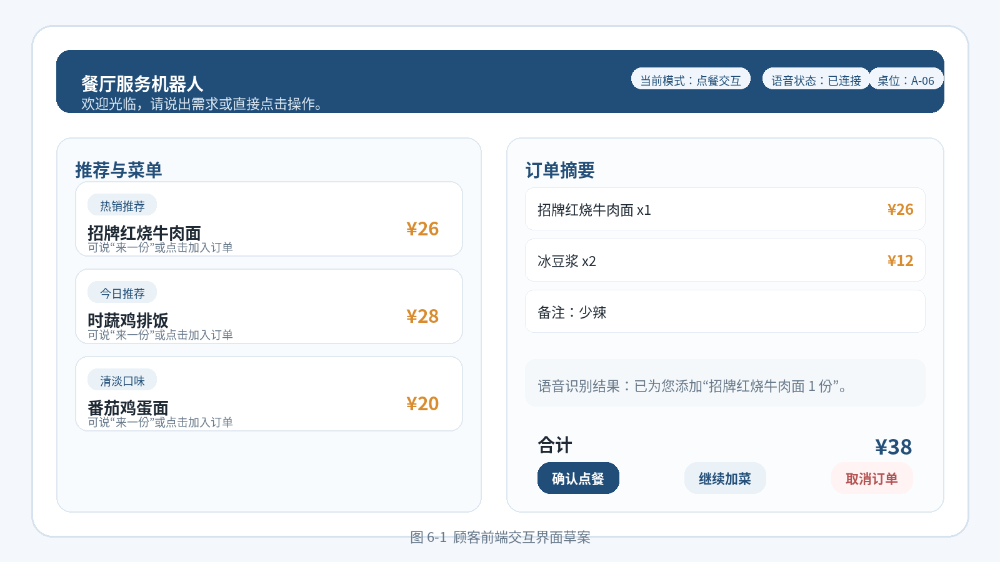 餐厅服务机器人
欢迎光临，请说出需求或直接点击操作。
当前模式：点餐交互
语音状态：已连接
桌位：A-06
推荐与菜单
热销推荐
招牌红烧牛肉面
¥26
可说“来一份”或点击加入订单
今日推荐
时蔬鸡排饭
¥28
可说“来一份”或点击加入订单
清淡口味
番茄鸡蛋面
¥20
可说“来一份”或点击加入订单
订单摘要
招牌红烧牛肉面 x1 ¥26
冰豆浆 x2 ¥12
备注：少辣
语音识别结果：已为您添加“招牌红烧牛肉面 1 份”。
合计 ¥38
确认点餐
继续加菜
取消订单
图 6-1 顾客前端交互界面草案